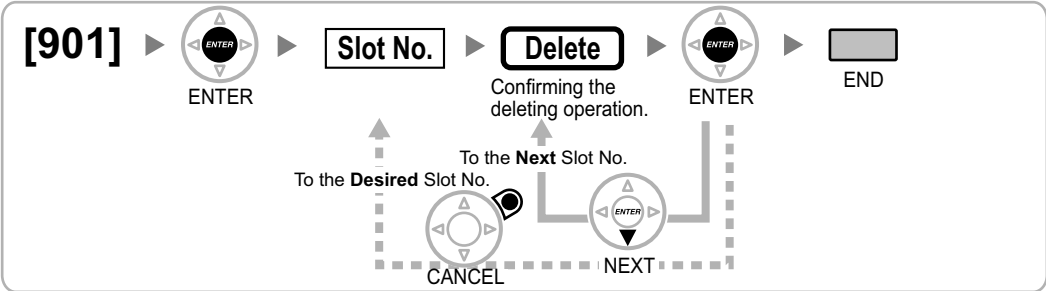 [901]
ENTER
ENTER
Slot No.
Delete
Confirming the
deleting operation.
ENTER
ENTER
END
To the Next Slot No.
To the Desired Slot No.
ENTER
CANCEL
NEXT